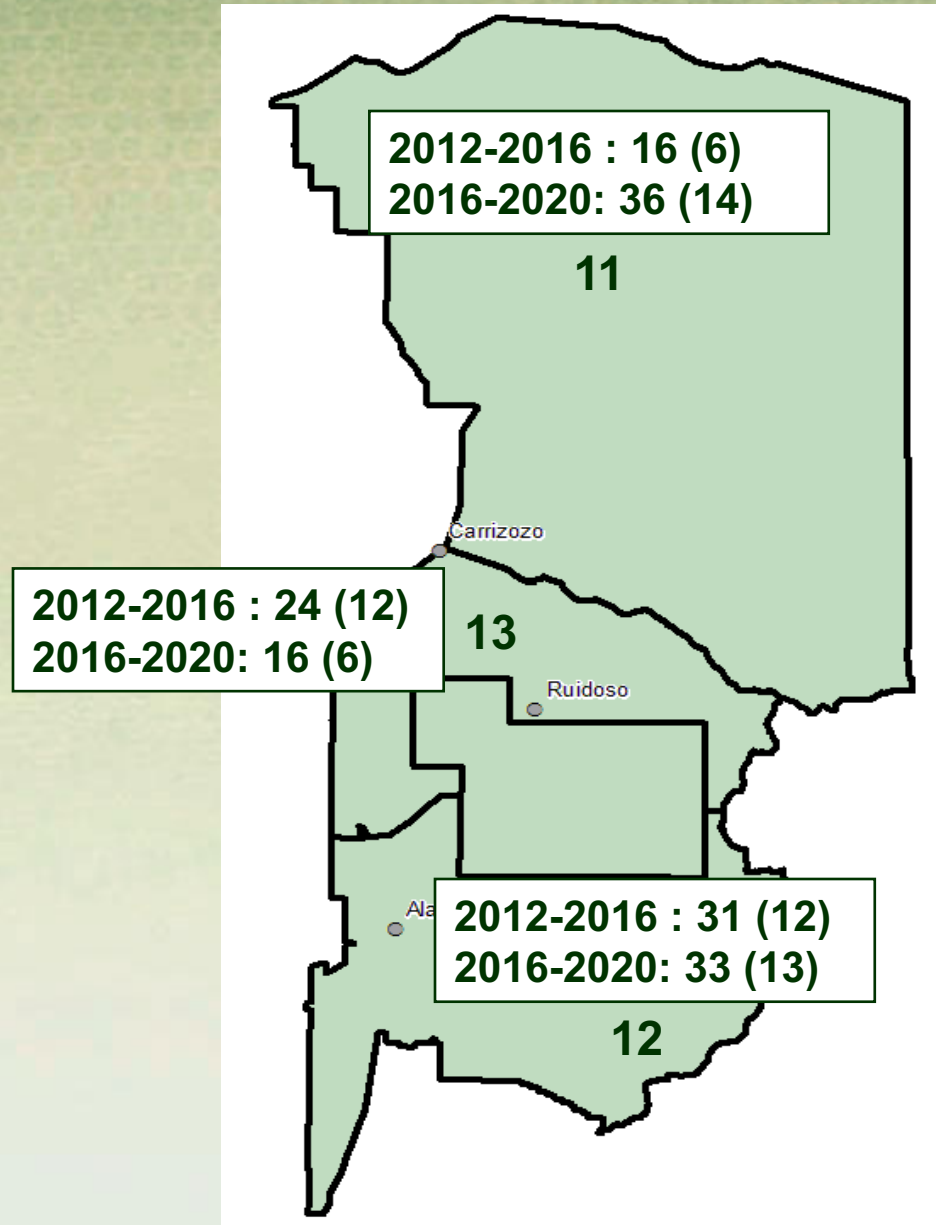 2012-2016 : 16 (6)
2016-2020: 36 (14)
11
Carrizozo
2012-2016 : 24 (12)
2016-2020: 16 (6)
13
Ruidoso
Ala
2012-2016 : 31 (12)
2016-2020: 33 (13)
12